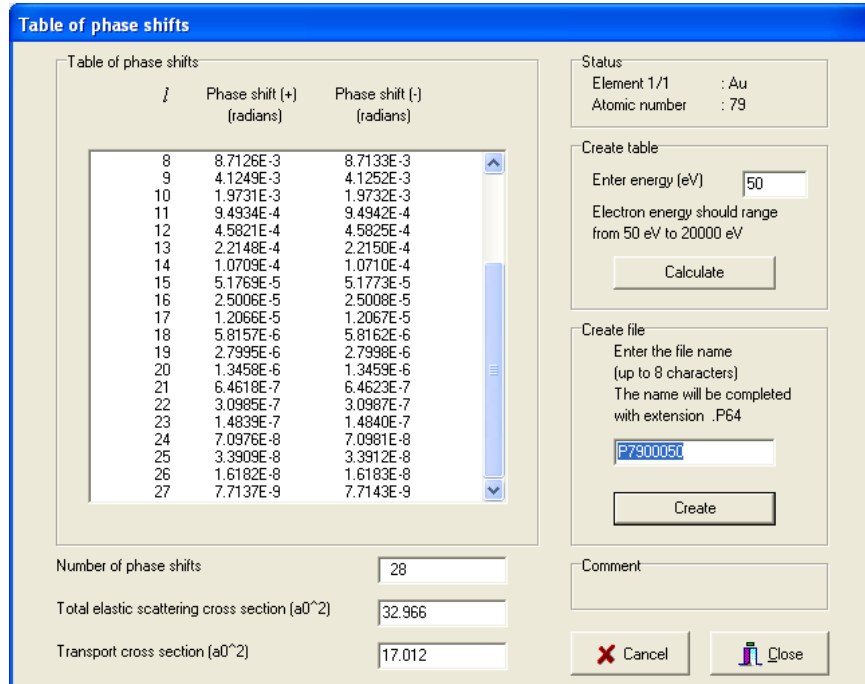 Table of phase shifts
Table of phase shifts
l Phase shift (+) Phase shift (-)
(radians) (radians)
8 8.7126E-3 8.7133E-3
9 4.1249E-3 4.1252E-3
10 1.9731E-3 1.9732E-3
11 9.4934E-4 9.4942E-4
12 4.5821E-4 4.5825E-4
13 2.2148E-4 2.2150E-4
14 1.0709E-4 1.0710E-4
15 5.1769E-5 5.1773E-5
16 2.5006E-5 2.5008E-5
17 1.2066E-5 1.2067E-5
18 5.8157E-6 5.8162E-6
19 2.7995E-6 2.7998E-6
20 1.3458E-6 1.3459E-6
21 6.4618E-7 6.4623E-7
22 3.0985E-7 3.0987E-7
23 1.4839E-7 1.4840E-7
24 7.0976E-8 7.0981E-8
25 3.3909E-8 3.3912E-8
26 1.6182E-8 1.6183E-8
27 7.7137E-9 7.7143E-9
Number of phase shifts 28
Total elastic scattering cross section (a0^2) 32.966
Transport cross section (a0^2) 17.012
Status
Element 1/1 : Au
Atomic number : 79
Create table
Enter energy (eV) 50
Electron energy should range
from 50 eV to 20000 eV
Calculate
Create file
Enter the file name
(up to 8 characters)
The name will be completed
with extension .P64
P7900050
Create
Comment
Cancel Close